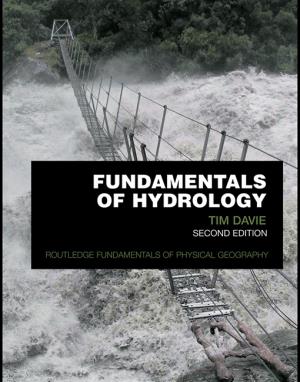 FUNDAMENTALS
OF HYDROLOGY
TIM DAVIE
SECOND EDITION
ROUTLEDGE FUNDAMENTALS OF PHYSICAL GEOGRAPHY